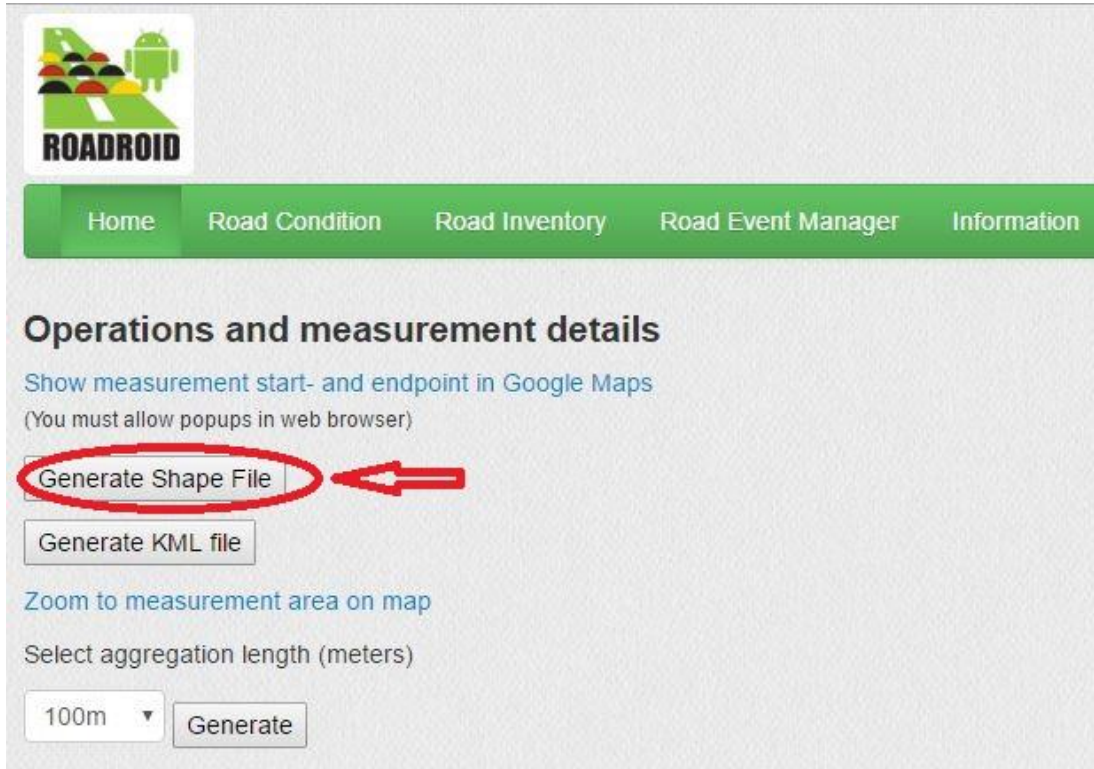 ROADROID
Home Road Condition Road Inventory Road Event Manager Information
Operations and measurement details
Show measurement start- and endpoint in Google Maps
(You must allow popups in web browser)
Generate Shape File
Generate KML file
Zoom to measurement area on map
Select aggregation length (meters)
100m Generate